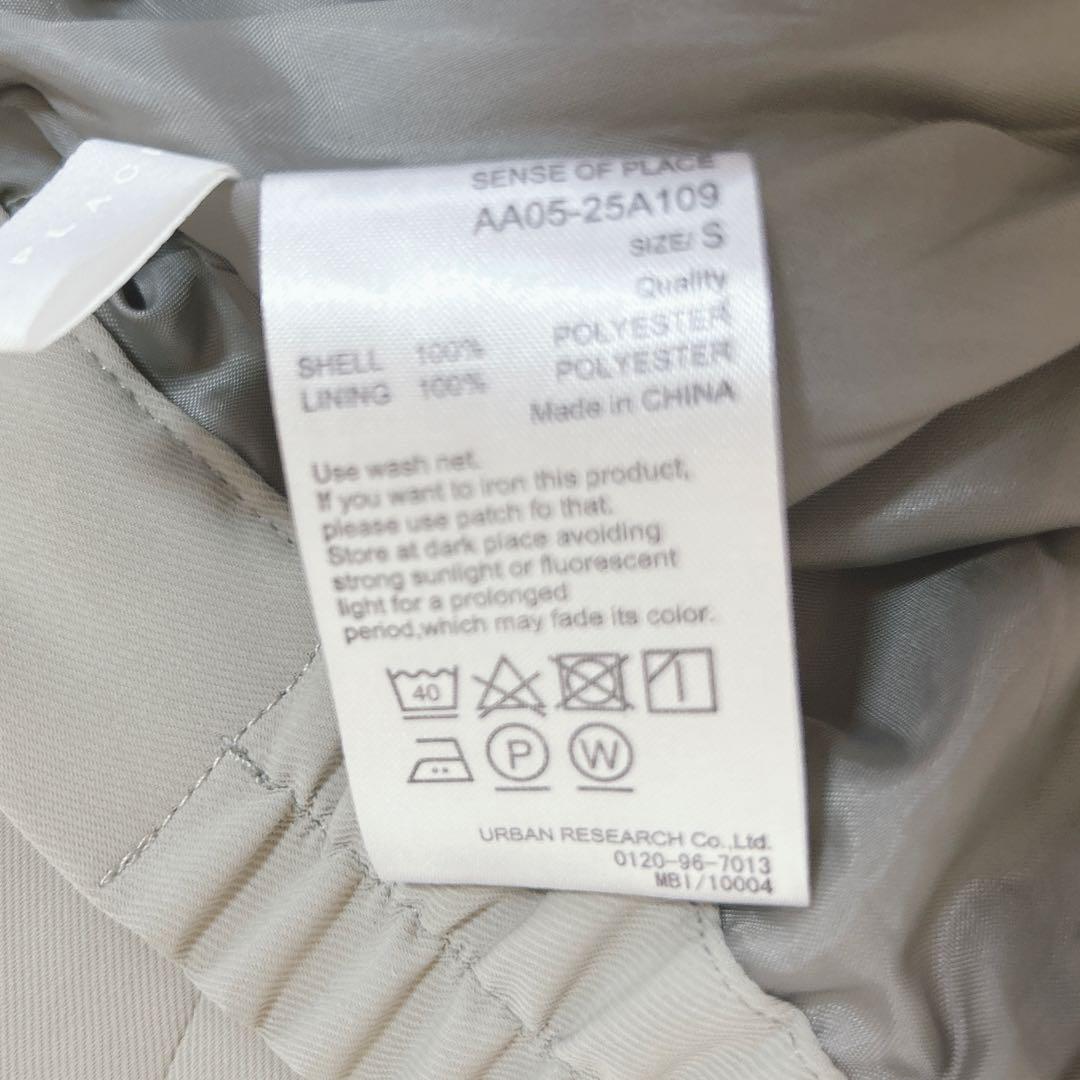 PLAC
SENSE OF PLACE
AA05-25A109
SIZE/ S
Quality
SHELL 100% POLYESTER
LINING 100% POLYESTER
Made in CHINA
Use wash net.
If you want to iron this product,
please use patch fo that.
Store at dark place avoiding
strong sunlight or fluorescent
light for a prolonged
period,which may fade its color.
40
P W
URBAN RESEARCH Co.,Ltd.
0120-96-7013
MB1/10004